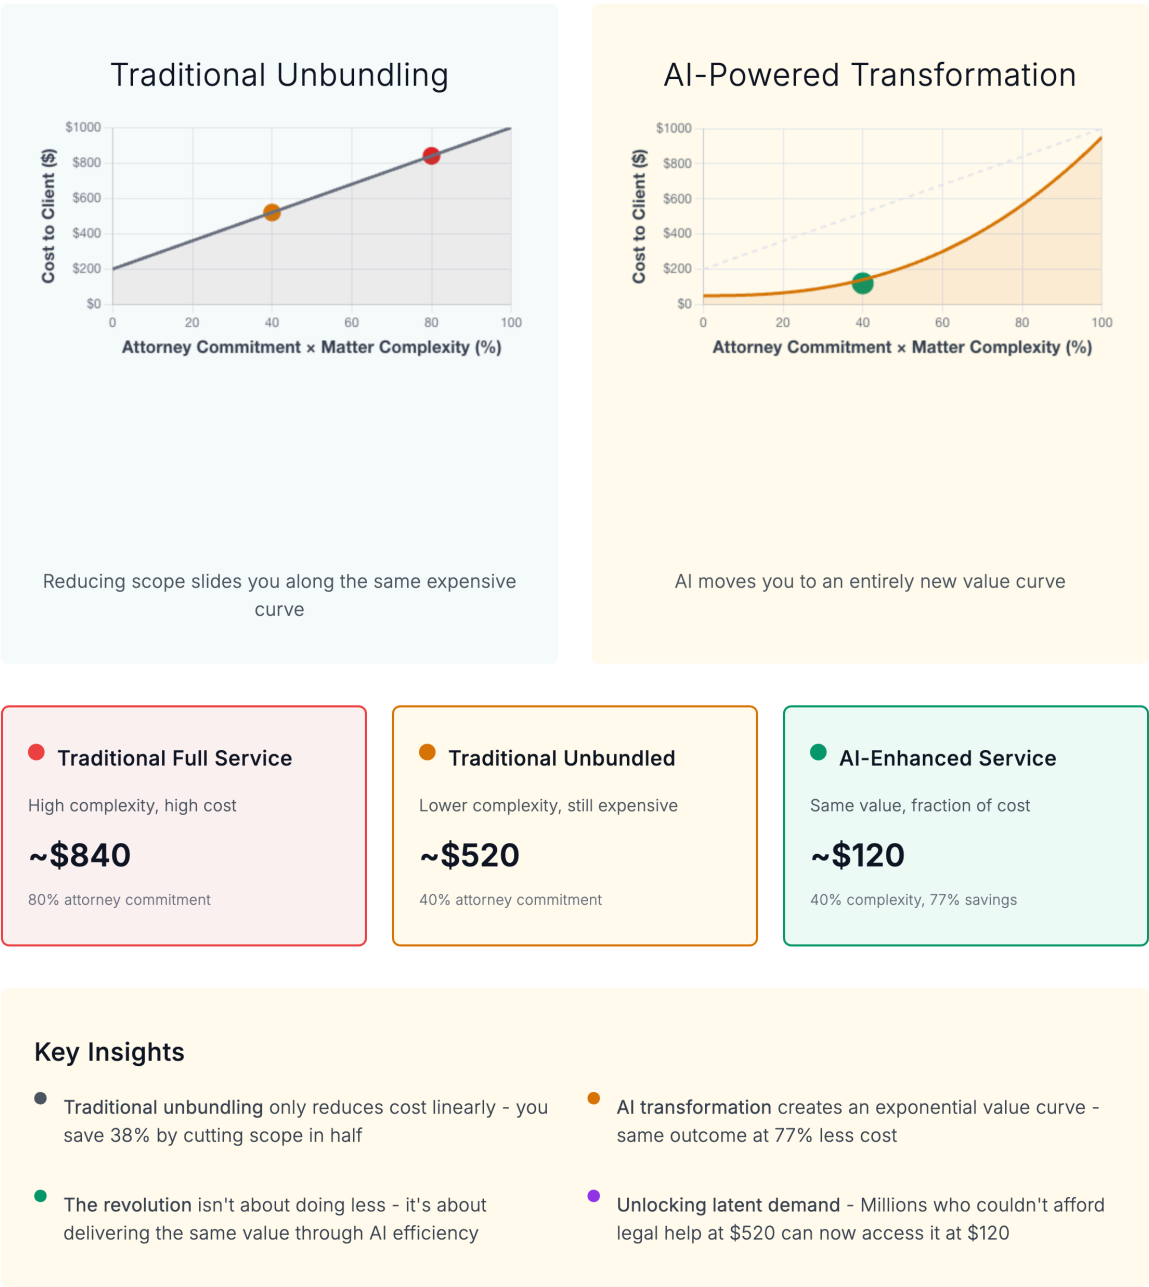 Traditional Unbundling
$1000
$800
$600
$400
$200
$0
Cost to Client ($)
0 20 40 60 80 100
Attorney Commitment × Matter Complexity (%)
Reducing scope slides you along the same expensive
curve
AI-Powered Transformation
$1000
$800
$600
$400
$200
$0
Cost to Client ($)
0 20 40 60 80 100
Attorney Commitment × Matter Complexity (%)
AI moves you to an entirely new value curve
Traditional Full Service
High complexity, high cost
~$840
80% attorney commitment
Traditional Unbundled
Lower complexity, still expensive
~$520
40% attorney commitment
AI-Enhanced Service
Same value, fraction of cost
~$120
40% complexity, 77% savings
Key Insights
Traditional unbundling only reduces cost linearly - you
save 38% by cutting scope in half
AI transformation creates an exponential value curve -
same outcome at 77% less cost
The revolution isn't about doing less - it's about
delivering the same value through AI efficiency
Unlocking latent demand - Millions who couldn't afford
legal help at $520 can now access it at $120